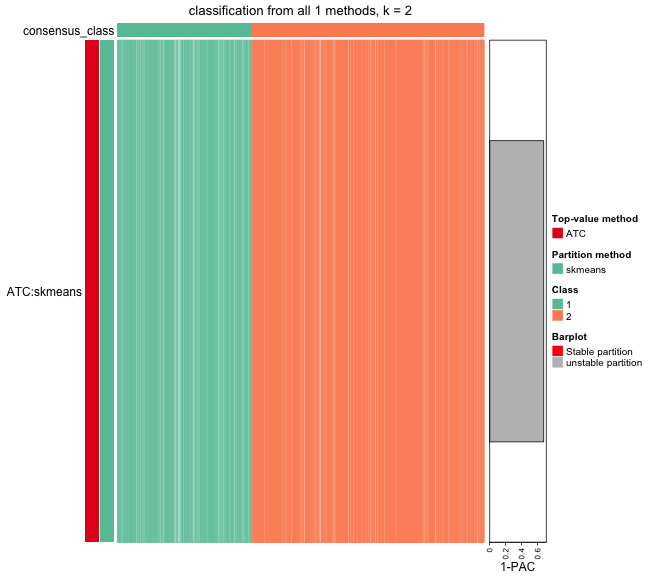 classification from all 1 methods, k = 2
consensus_class
ATC:skmeans
Top-value method
ATC
Partition method
skmeans
Class
1
2
Barplot
Stable partition
unstable partition
0
0.2
0.4
0.6
1-PAC